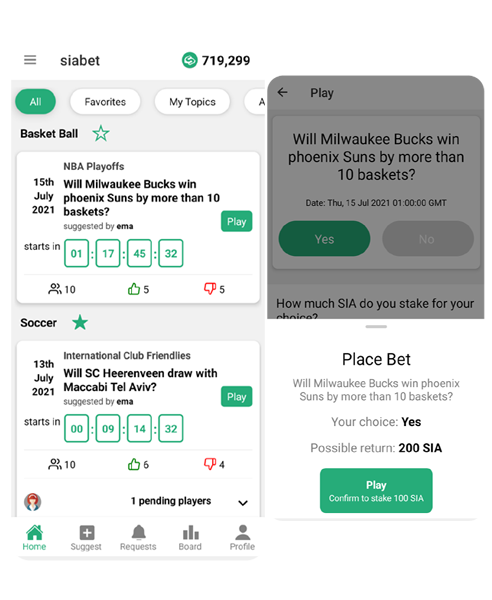 siabet
719,299
All
Favorites
My Topics
A
Basket Ball
NBA Playoffs
15th
July
2021
Will Milwaukee Bucks win
phoenix Suns by more than 10
baskets?
suggested by ema
Play
starts in
01 : 17 : 45 : 32
10
5
5
Soccer
International Club Friendlies
13th
July
2021
Will SC Heerenveen draw with
Maccabi Tel Aviv?
suggested by ema
Play
starts in
00 : 09 : 14 : 32
10
6
4
1 pending players
Home
Suggest
Requests
Board
Profile
Play
Will Milwaukee Bucks win
phoenix Suns by more than
10 baskets?
Date: Thu, 15 Jul 2021 01:00:00 GMT
Yes
No
How much SIA do you stake for your
choice?
Place Bet
Will Milwaukee Bucks win phoenix
Suns by more than 10 baskets?
Your choice: Yes
Possible return: 200 SIA
Play
Confirm to stake 100 SIA